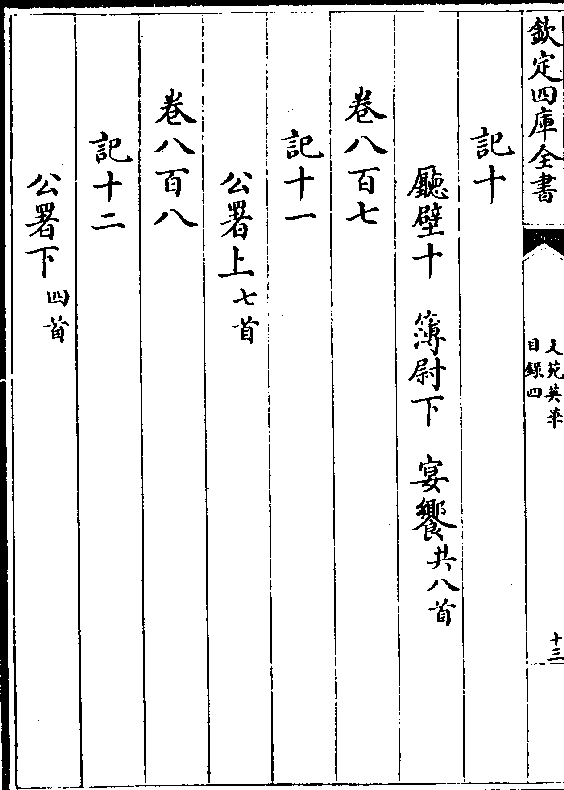 欽定四庫全書
文苑英華
目錄四
十三
記十
廳壁十 簿尉下 宴饗共八首
卷八百七
記十一
公署上七首
卷八百八
記十二
公署下四首